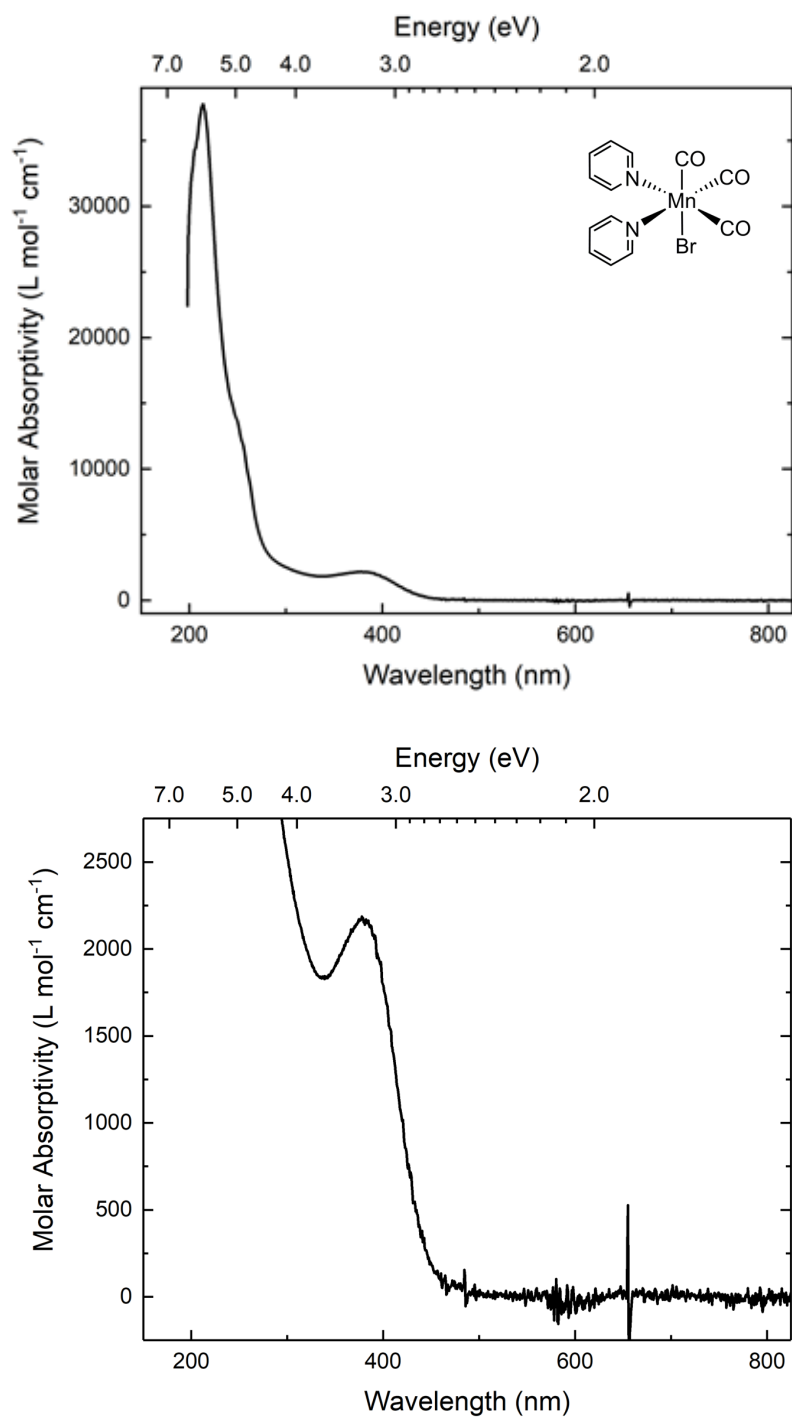 Energy (eV)
7.0 6.0 5.0 4.0 3.0 2.0
Molar Absorptivity (L mol⁻¹ cm⁻¹)
30000
20000
10000
0
CO
N CO
Mn
N CO
Br
200 400 600 800
Wavelength (nm)
Energy (eV)
7.0 5.0 4.0 3.0 2.0
Molar Absorptivity (L mol⁻¹ cm⁻¹)
2500
2000
1500
1000
500
0
200 400 600 800
Wavelength (nm)